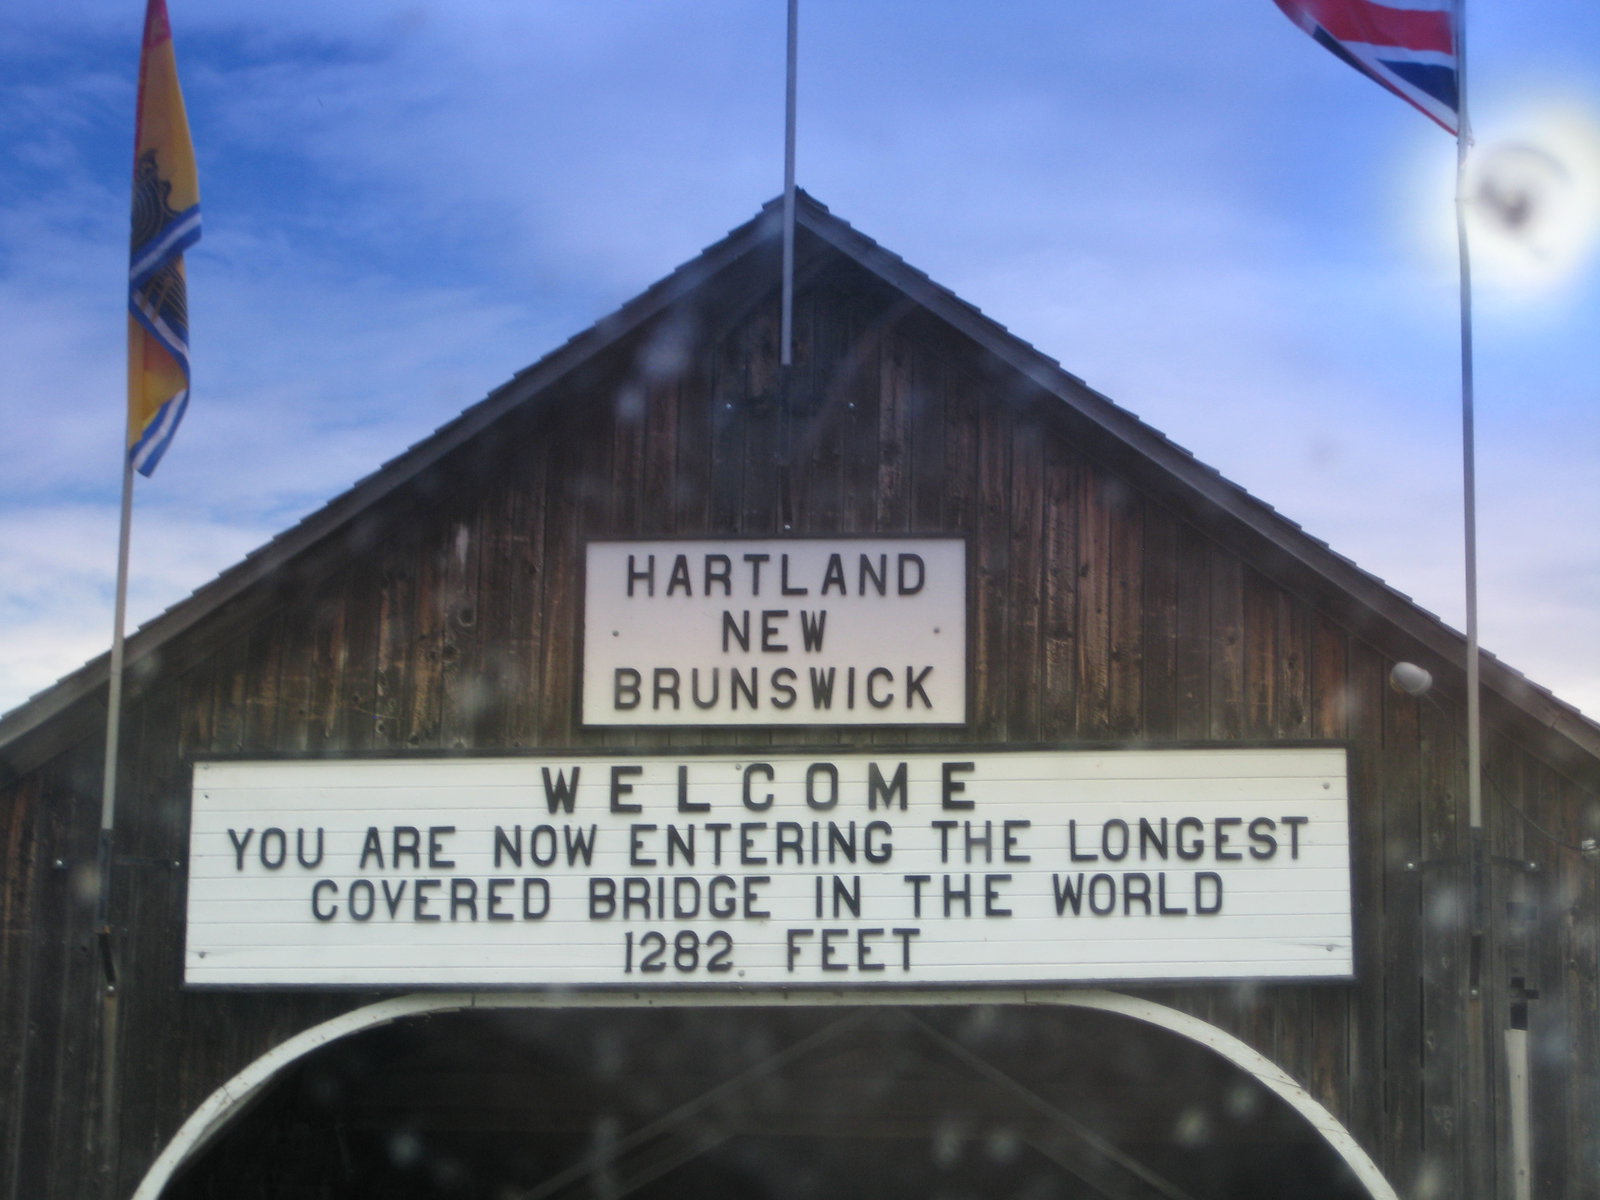 HARTLAND
NEW
BRUNSWICK
WELCOME
YOU ARE NOW ENTERING THE LONGEST
COVERED BRIDGE IN THE WORLD
1282 FEET